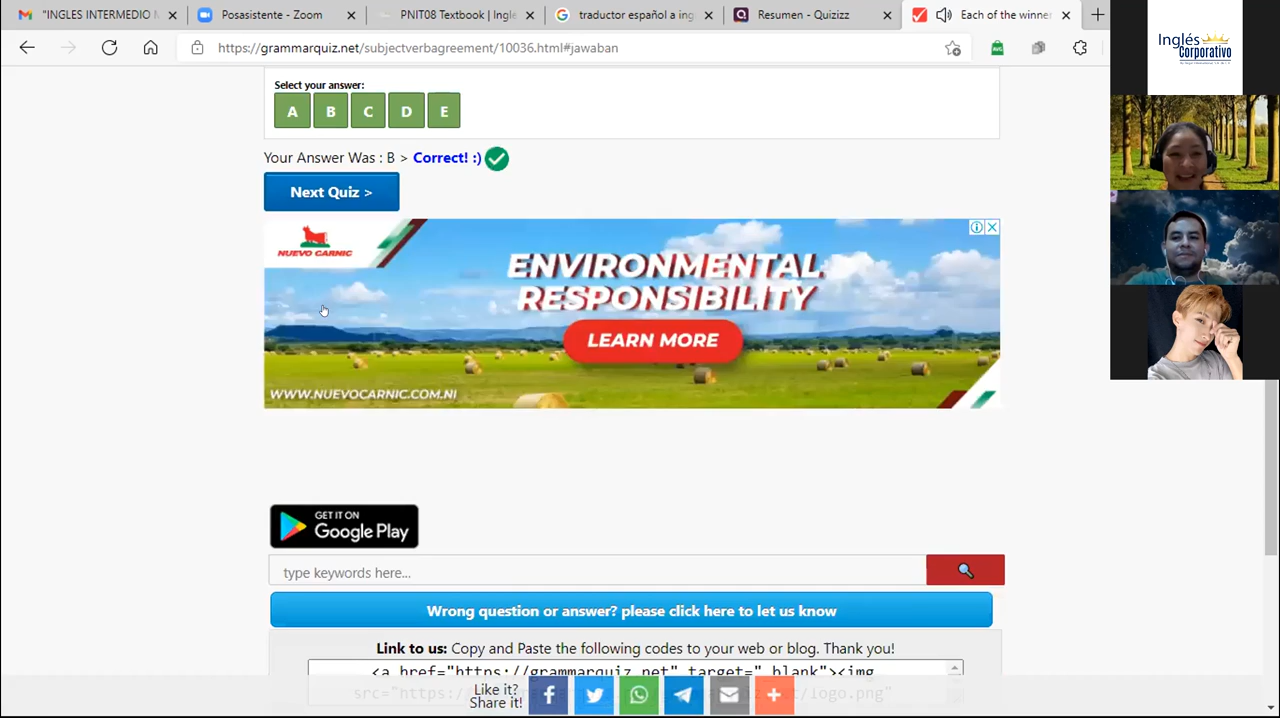 "INGLES INTERMEDIO M
Posasistente - Zoom
PNIT08 Textbook | Inglé
traductor español a ing
Resumen - Quizizz
Each of the winner
https://grammarquiz.net/subjectverbagreement/10036.html#jawaban
AVG
Inglés
Corporativo
Select your answer:
A B C D E
Your Answer Was : B > Correct! :)
Next Quiz >
NUEVO CARNIC
ENVIRONMENTAL
RESPONSIBILITY
LEARN MORE
WWW.NUEVOCARNIC.COM.NI
GET IT ON
Google Play
type keywords here...
Wrong question or answer? please click here to let us know
Link to us: Copy and Paste the following codes to your web or blog. Thank you!
<a href="https://grammarquiz.net" target="_blank"><img
Like it?
Share it!